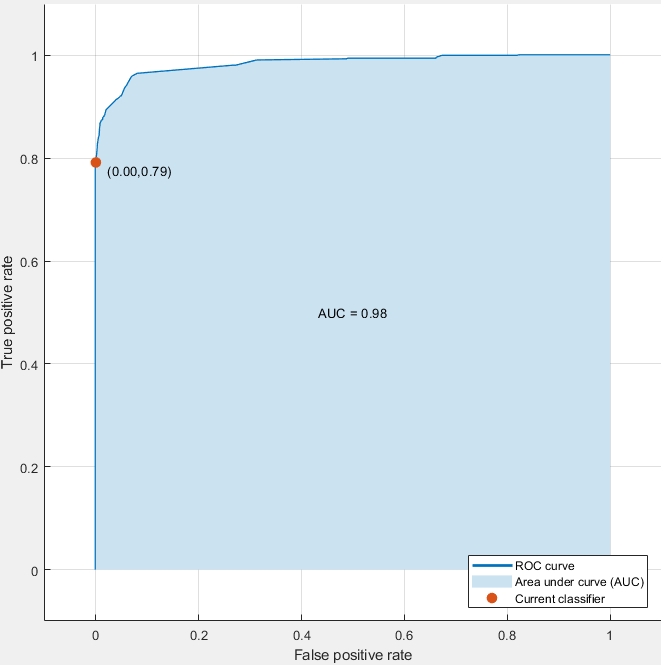 1
0.8
(0.00,0.79)
0.6
True positive rate
AUC = 0.98
0.4
0.2
0
ROC curve
Area under curve (AUC)
Current classifier
0 0.2 0.4 0.6 0.8 1
False positive rate